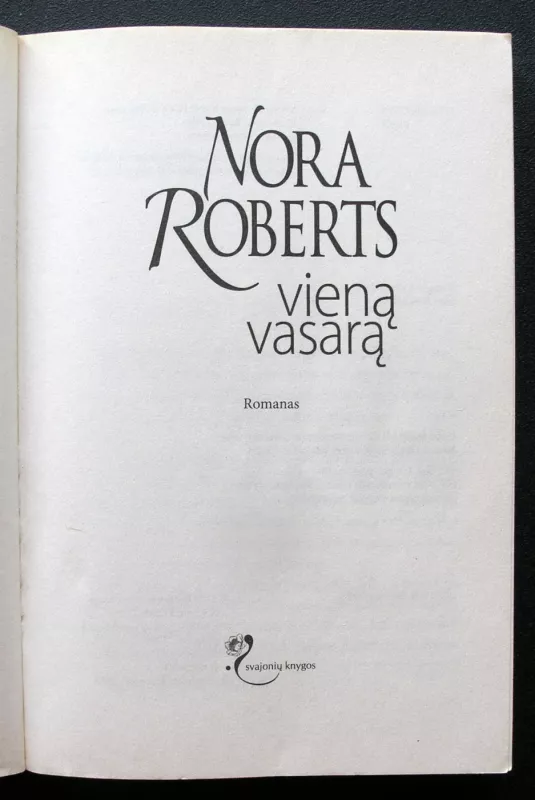 NORA
ROBERTS
vieną
vasarą
Romanas
svajonių knygos